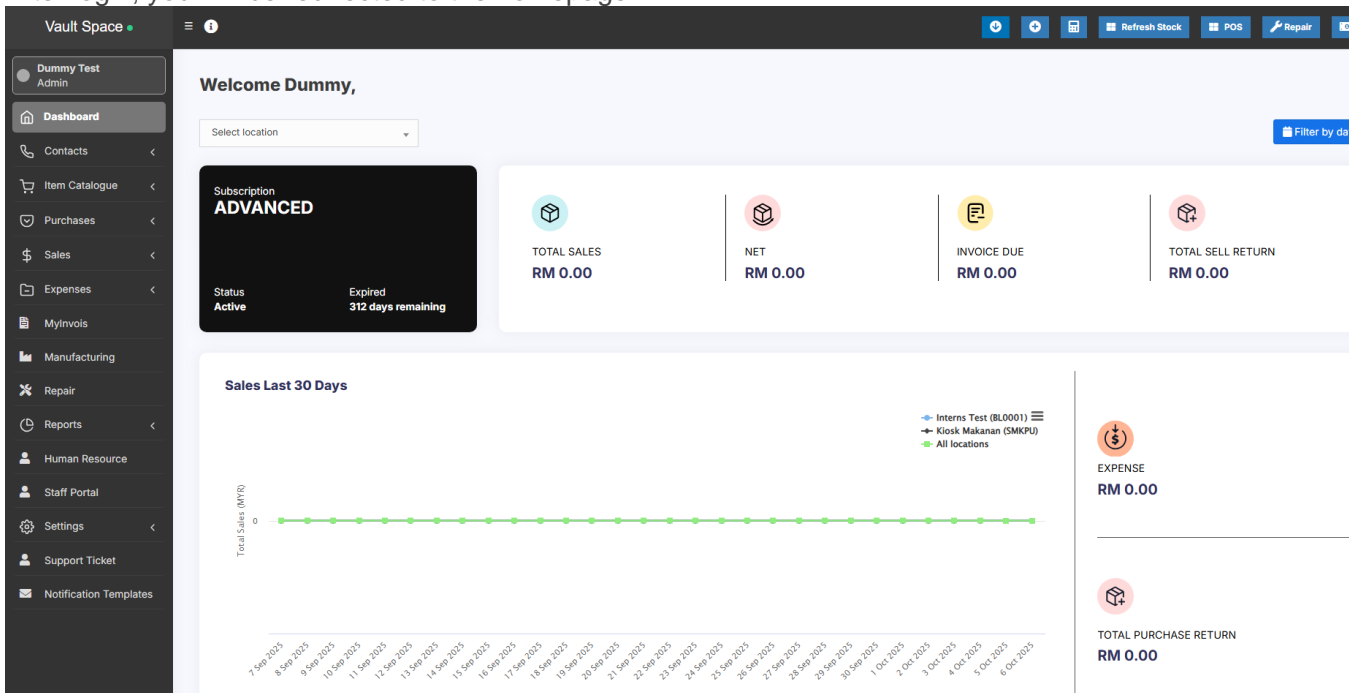 Vault Space
Refresh Stock
POS
Repair
Dummy Test
Admin
Dashboard
Contacts
Item Catalogue
Purchases
Sales
Expenses
MyInvois
Manufacturing
Repair
Reports
Human Resource
Staff Portal
Settings
Support Ticket
Notification Templates
Welcome Dummy,
Select location
Filter by da
Subscription
ADVANCED
Status
Active
Expired
312 days remaining
TOTAL SALES
RM 0.00
NET
RM 0.00
INVOICE DUE
RM 0.00
TOTAL SELL RETURN
RM 0.00
Sales Last 30 Days
Interns Test (BL0001)
Kiosk Makanan (SMKPU)
All locations
Total Sales (MYR)
0
7 Sep 2025
8 Sep 2025
9 Sep 2025
10 Sep 2025
11 Sep 2025
12 Sep 2025
13 Sep 2025
14 Sep 2025
15 Sep 2025
16 Sep 2025
17 Sep 2025
18 Sep 2025
19 Sep 2025
20 Sep 2025
21 Sep 2025
22 Sep 2025
23 Sep 2025
24 Sep 2025
25 Sep 2025
26 Sep 2025
27 Sep 2025
28 Sep 2025
29 Sep 2025
30 Sep 2025
1 Oct 2025
2 Oct 2025
3 Oct 2025
4 Oct 2025
5 Oct 2025
6 Oct 2025
EXPENSE
RM 0.00
TOTAL PURCHASE RETURN
RM 0.00